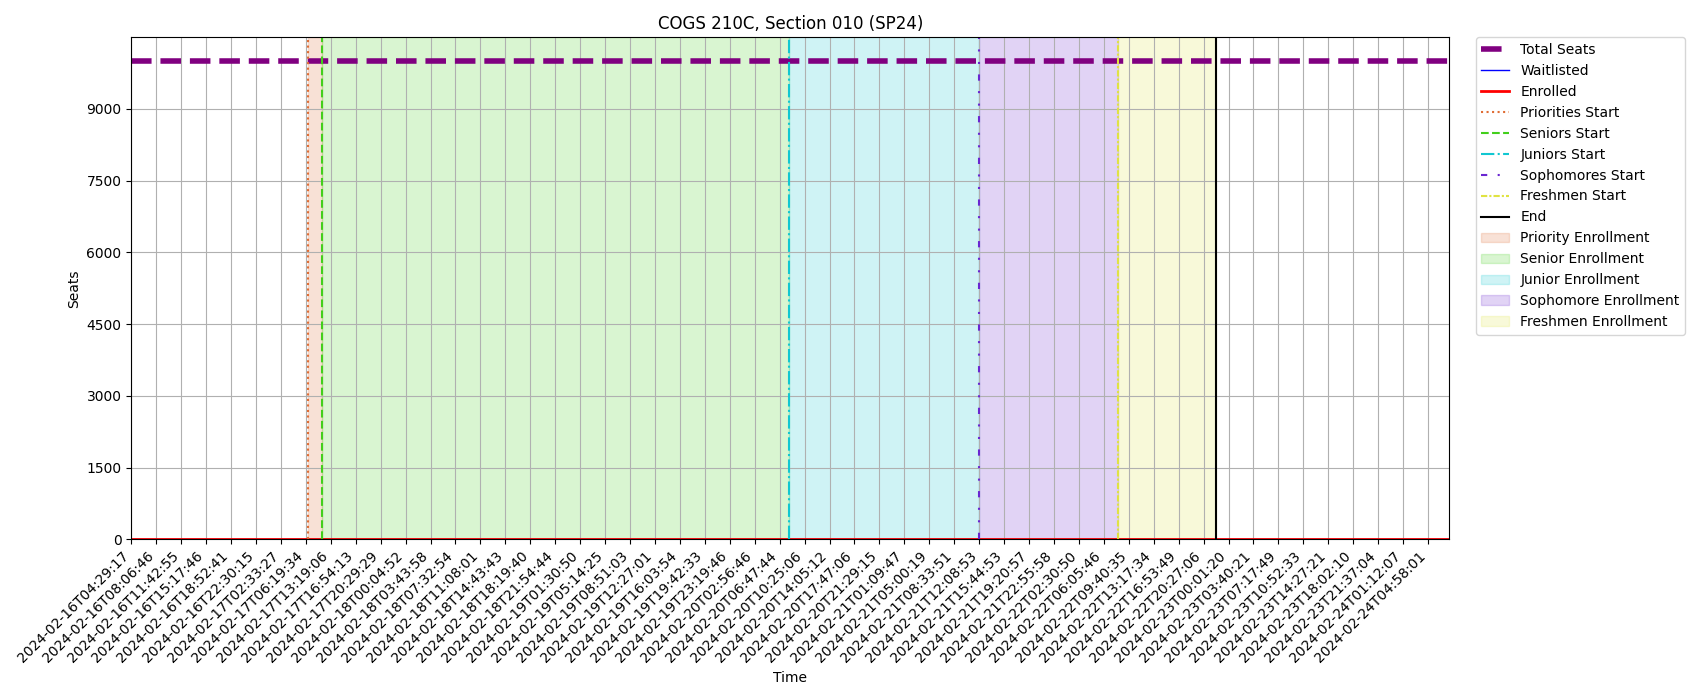 COGS 210C, Section 010 (SP24)
Total Seats
Waitlisted
Enrolled
Priorities Start
Seniors Start
Juniors Start
Sophomores Start
Freshmen Start
End
Priority Enrollment
Senior Enrollment
Junior Enrollment
Sophomore Enrollment
Freshmen Enrollment
Seats
9000
7500
6000
4500
3000
1500
0
2024-02-16T04:29:17
2024-02-16T08:06:46
2024-02-16T11:42:55
2024-02-16T15:17:46
2024-02-16T18:52:41
2024-02-16T22:30:15
2024-02-17T02:33:27
2024-02-17T06:19:34
2024-02-17T13:19:06
2024-02-17T16:54:13
2024-02-17T20:29:29
2024-02-18T00:04:52
2024-02-18T03:43:58
2024-02-18T07:32:54
2024-02-18T11:08:01
2024-02-18T14:43:43
2024-02-18T18:19:40
2024-02-18T21:54:44
2024-02-19T01:30:50
2024-02-19T05:14:25
2024-02-19T08:51:03
2024-02-19T12:27:01
2024-02-19T16:03:54
2024-02-19T19:42:33
2024-02-19T23:19:46
2024-02-20T02:56:46
2024-02-20T06:47:44
2024-02-20T10:25:06
2024-02-20T14:05:12
2024-02-20T17:47:06
2024-02-20T21:29:15
2024-02-21T01:09:47
2024-02-21T05:00:19
2024-02-21T08:33:51
2024-02-21T12:08:53
2024-02-21T15:44:53
2024-02-21T19:20:57
2024-02-21T22:55:58
2024-02-22T02:30:50
2024-02-22T06:05:46
2024-02-22T09:40:35
2024-02-22T13:17:34
2024-02-22T16:53:49
2024-02-22T20:27:06
2024-02-23T00:01:20
2024-02-23T03:40:21
2024-02-23T07:17:49
2024-02-23T10:52:33
2024-02-23T14:27:21
2024-02-23T18:02:10
2024-02-23T21:37:04
2024-02-24T01:12:07
2024-02-24T04:58:01
Time